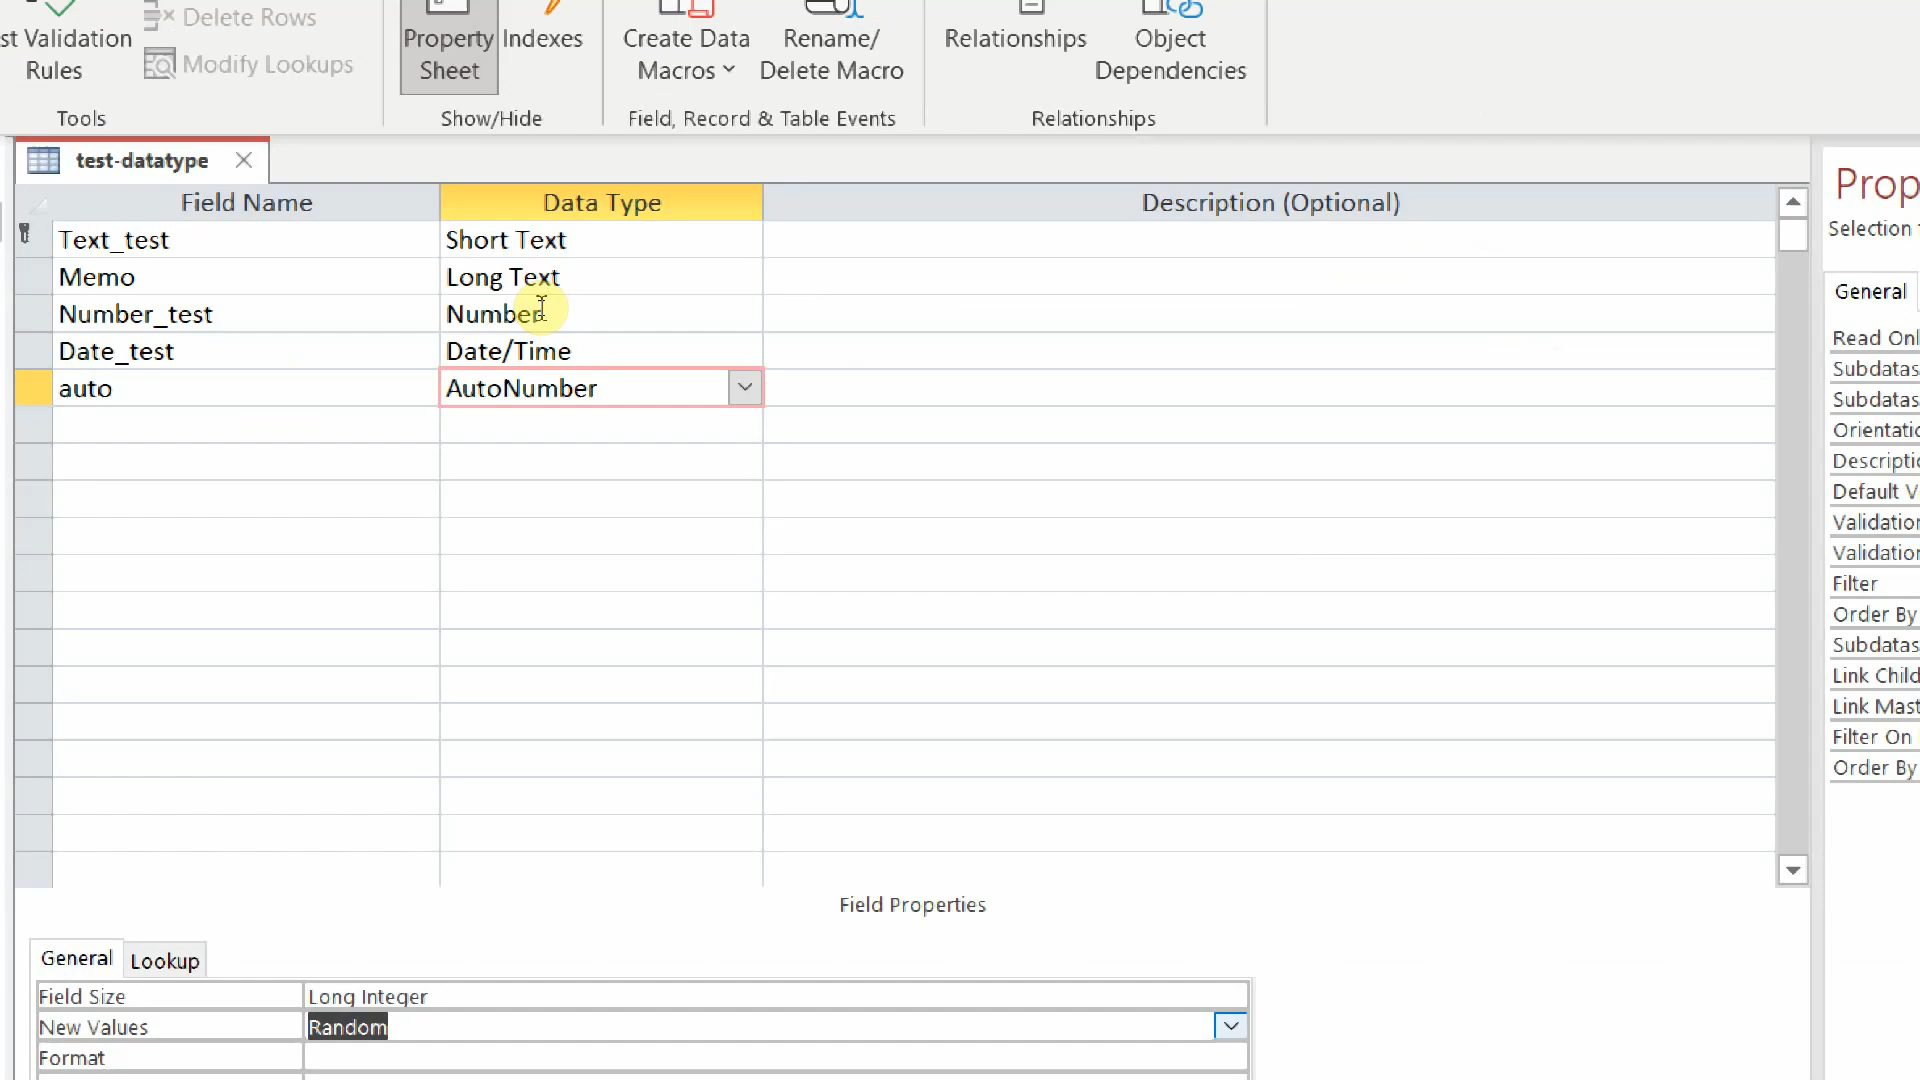 Delete Rows
st Validation
Rules
Modify Lookups
Property
Sheet
Indexes
Create Data
Macros
Rename/
Delete Macro
Relationships
Object
Dependencies
Tools
Show/Hide
Field, Record & Table Events
Relationships
test-datatype
Field Name
Data Type
Description (Optional)
Text_test
Short Text
Memo
Long Text
Number_test
Number
Date_test
Date/Time
auto
AutoNumber
Field Properties
General
Lookup
Field Size
Long Integer
New Values
Random
Format
Prop
Selection
General
Read Onl
Subdatas
Subdatas
Orientatio
Descriptio
Default V
Validation
Validation
Filter
Order By
Subdatas
Link Child
Link Mast
Filter On
Order By